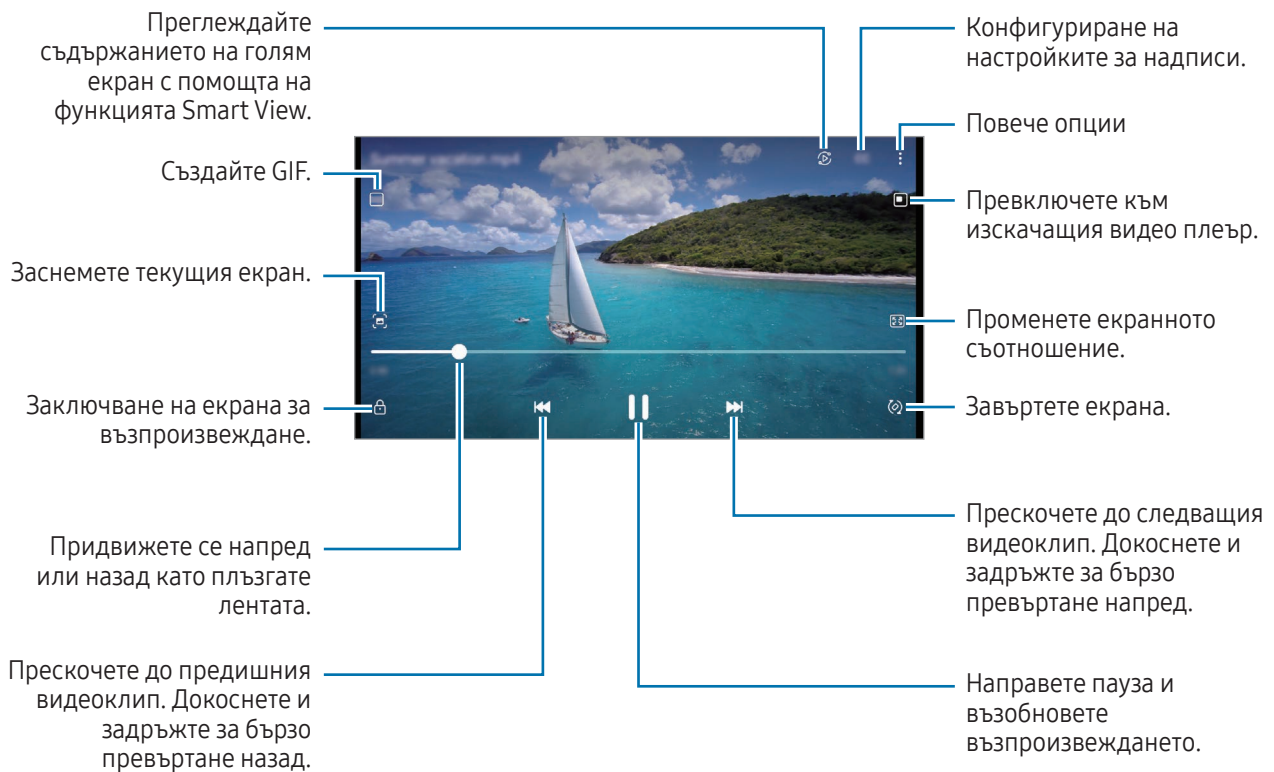 Преглеждайте
съдържанието на голям
екран с помощта на
функцията Smart View.
Създайте GIF.
Заснемете текущия екран.
Заключване на екрана за
възпроизвеждане.
Придвижете се напред
или назад като плъзгате
лентата.
Прескочете до предишния
видеоклип. Докоснете и
задръжте за бързо
превъртане назад.
Конфигуриране на
настройките за надписи.
Повече опции
Превключете към
изскачащия видео плеър.
Променете екранното
съотношение.
Завъртете екрана.
Прескочете до следващия
видеоклип. Докоснете и
задръжте за бързо
превъртане напред.
Направете пауза и
възобновете
възпроизвеждането.